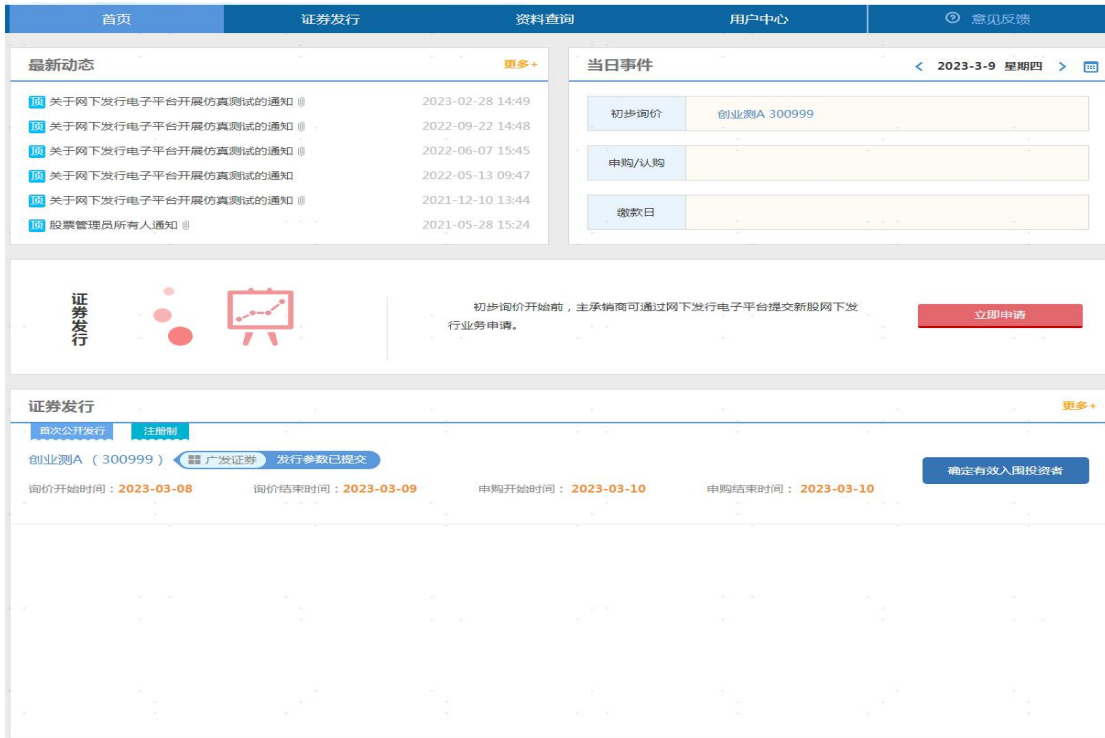 首页 证券发行 资料查询 用户中心 意见反馈
最新动态 更多+
顶 关于网下发行电子平台开展仿真测试的通知 2023-02-28 14:49
顶 关于网下发行电子平台开展仿真测试的通知 2022-09-22 14:48
顶 关于网下发行电子平台开展仿真测试的通知 2022-06-07 15:45
顶 关于网下发行电子平台开展仿真测试的通知 2022-05-13 09:47
顶 关于网下发行电子平台开展仿真测试的通知 2021-12-10 13:44
顶 股票管理员所有人通知 2021-05-28 15:24
当日事件 < 2023-3-9 星期四 >
初步询价 创业测A 300999
申购/认购
缴款日
证券发行
初步询价开始前，主承销商可通过网下发行电子平台提交新股网下发
行业务申请。
立即申请
证券发行 更多+
首次公开发行 注册制
创业测A （300999） 广发证券 发行参数已提交
确定有效入围投资者
询价开始时间：2023-03-08 询价结束时间：2023-03-09 申购开始时间： 2023-03-10 申购结束时间： 2023-03-10